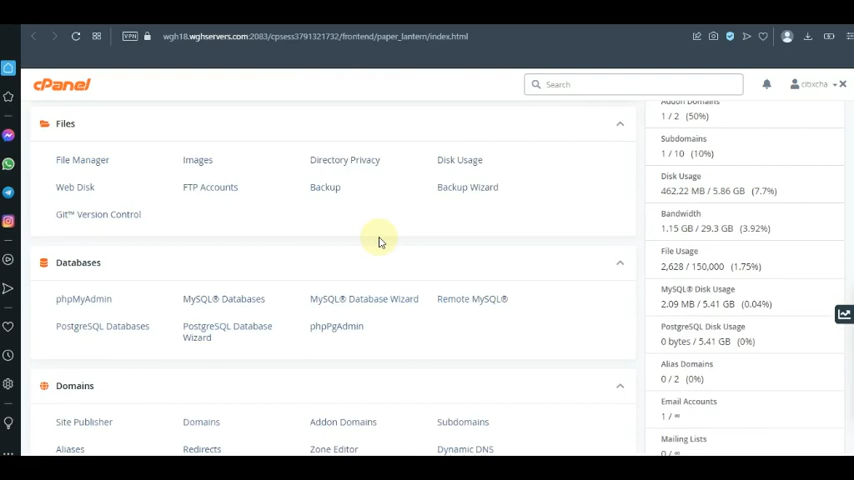 VPN
wgh18.wghservers.com:2083/cpsess3791321732/frontend/paper_lantern/index.html
cPanel
Search
citixcha
Files
File Manager
Images
Directory Privacy
Disk Usage
Web Disk
FTP Accounts
Backup
Backup Wizard
Git™ Version Control
Databases
phpMyAdmin
MySQL® Databases
MySQL® Database Wizard
Remote MySQL®
PostgreSQL Databases
PostgreSQL Database
Wizard
phpPgAdmin
Domains
Site Publisher
Domains
Addon Domains
Subdomains
Aliases
Redirects
Zone Editor
Dynamic DNS
Addon Domains
1 / 2 (50%)
Subdomains
1 / 10 (10%)
Disk Usage
462.22 MB / 5.86 GB (7.7%)
Bandwidth
1.15 GB / 29.3 GB (3.92%)
File Usage
2,628 / 150,000 (1.75%)
MySQL® Disk Usage
2.09 MB / 5.41 GB (0.04%)
PostgreSQL Disk Usage
0 bytes / 5.41 GB (0%)
Alias Domains
0 / 2 (0%)
Email Accounts
1 / ∞
Mailing Lists
0 / ∞